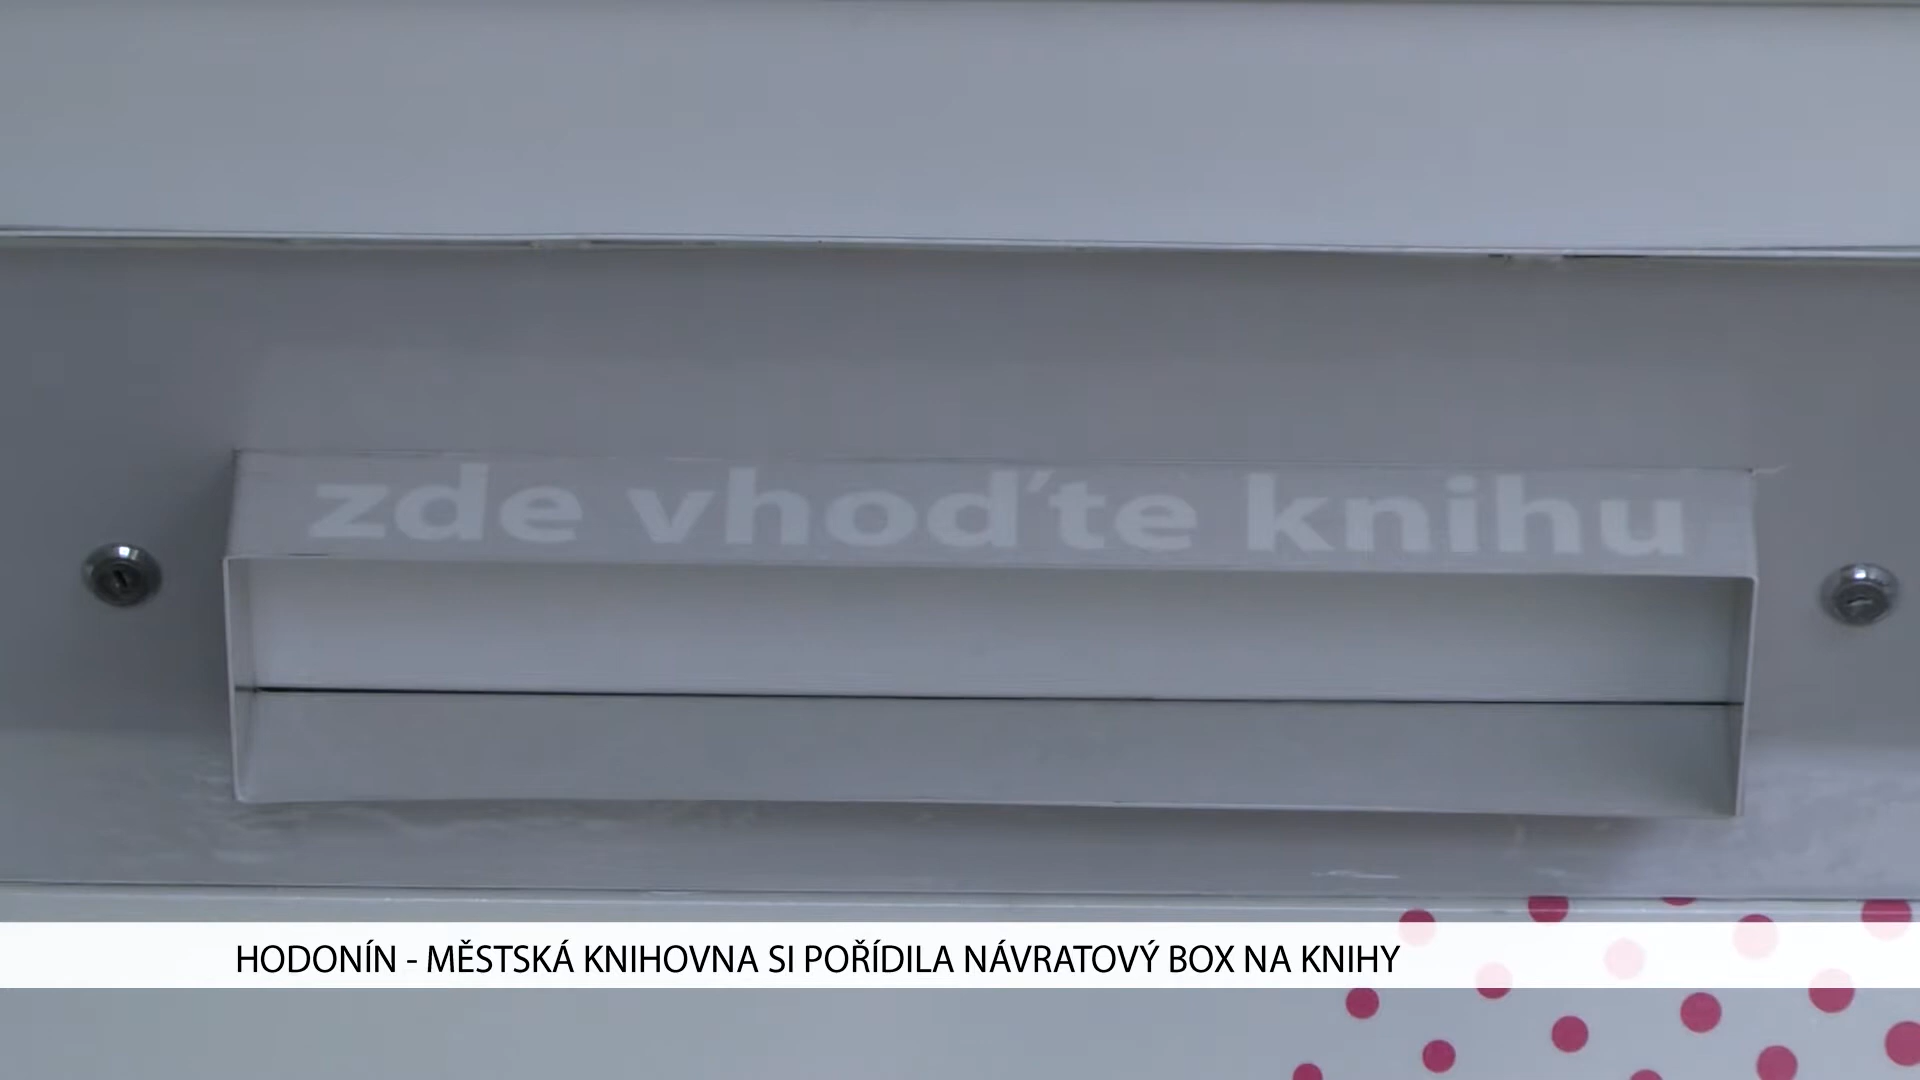 zde vhoďte knihu
HODONÍN - MĚSTSKÁ KNIHOVNA SI POŘÍDILA NÁVRATOVÝ BOX NA KNIHY